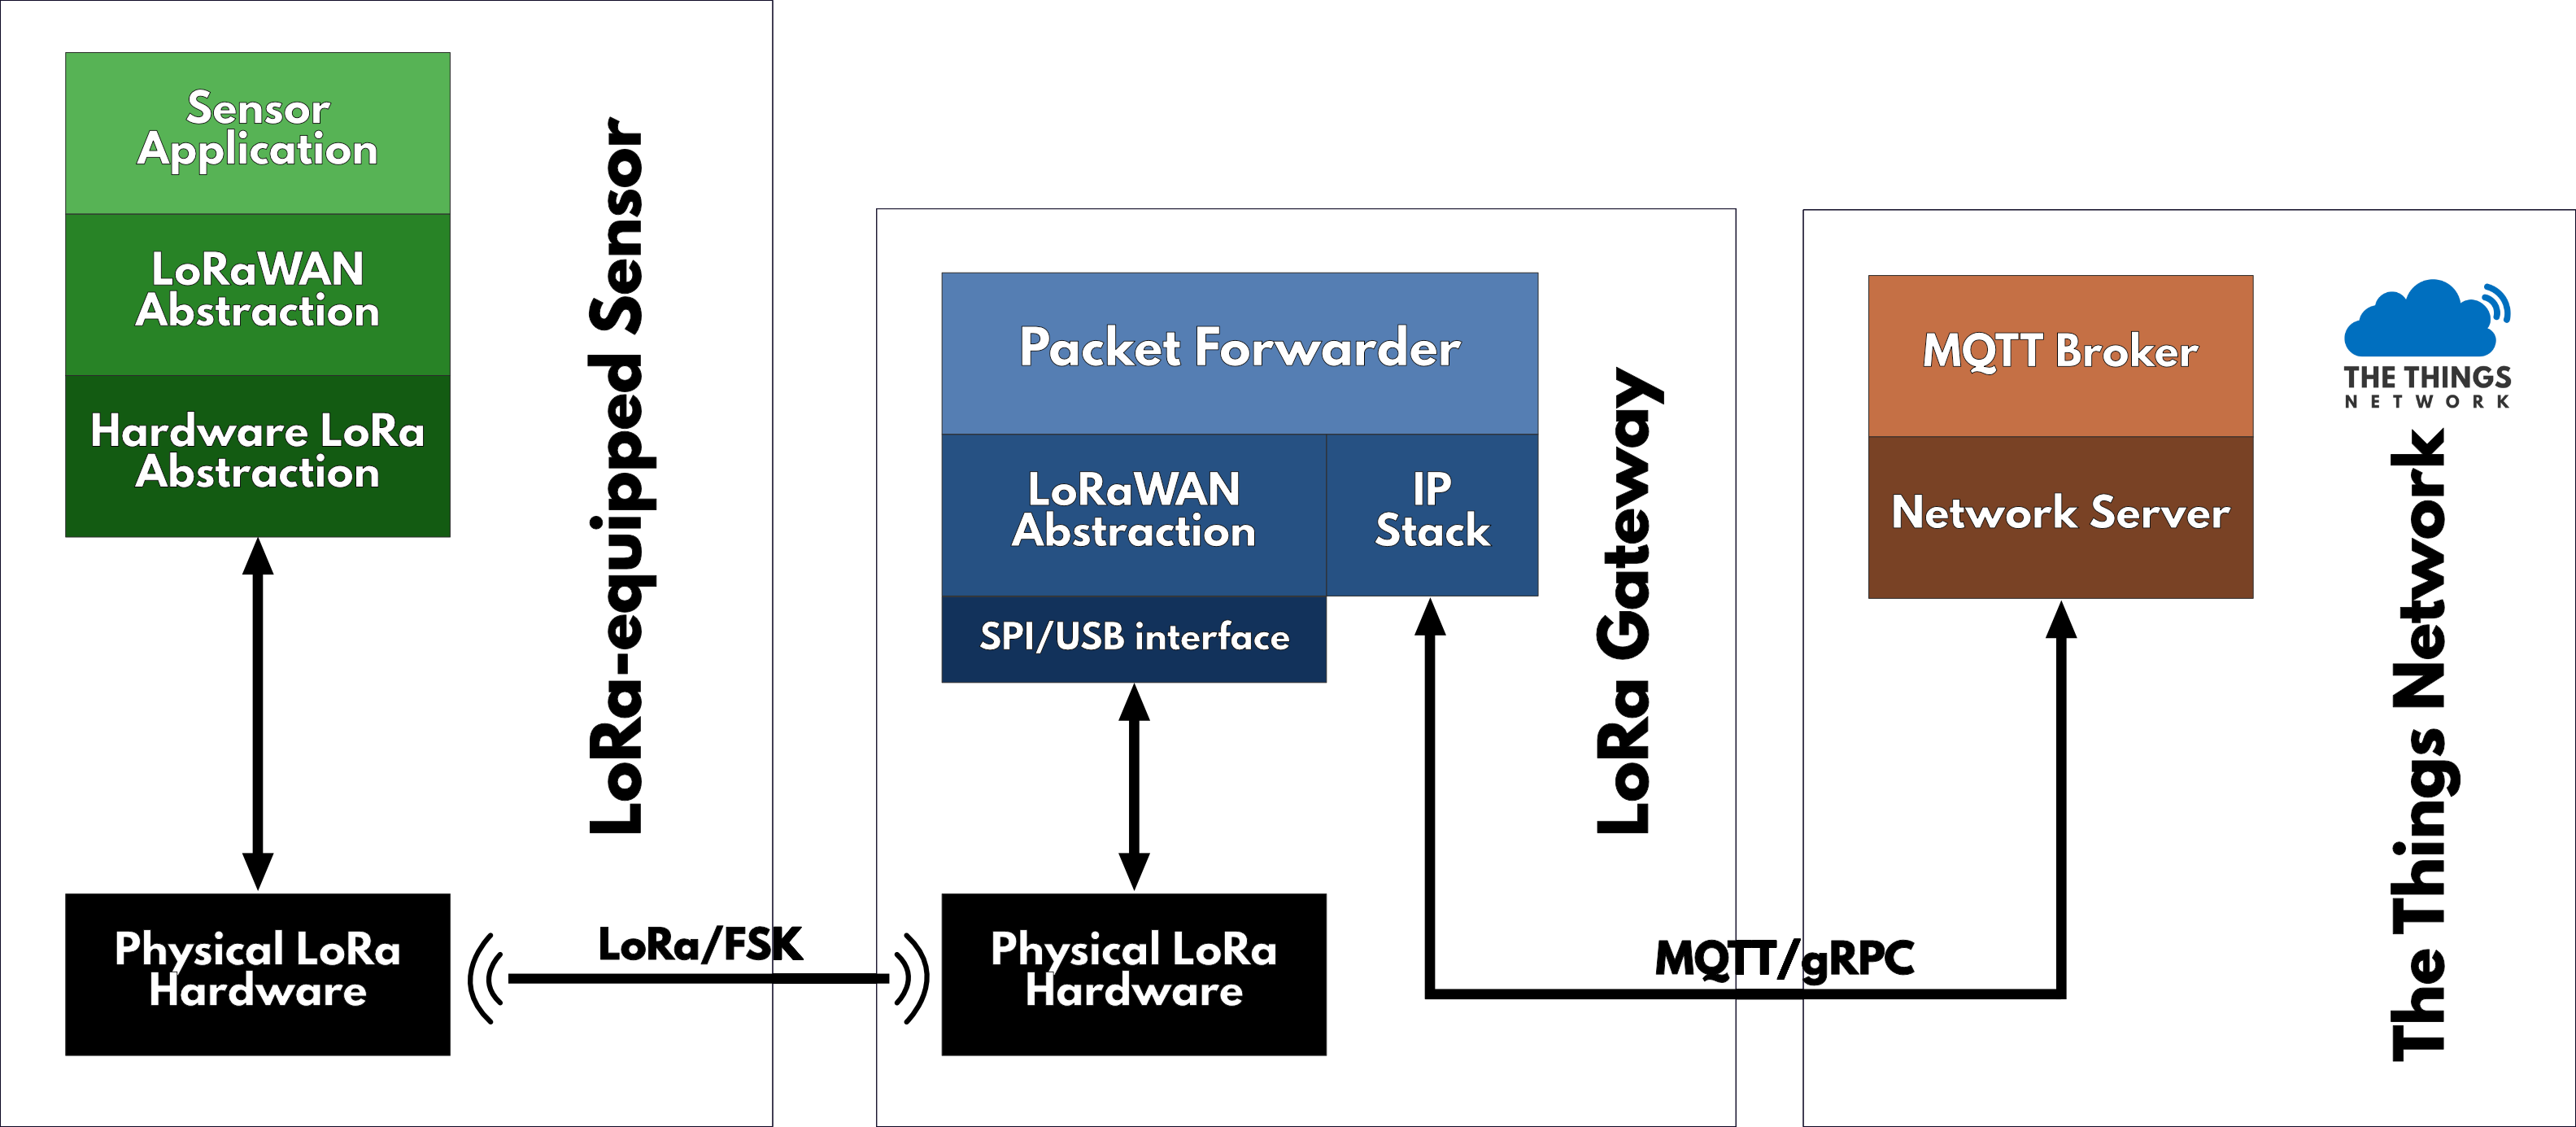 Sensor
Application
LoRaWAN
Abstraction
Hardware LoRa
Abstraction
Physical LoRa
Hardware
LoRa-equipped Sensor
LoRa/FSK
Packet Forwarder
LoRaWAN
Abstraction
IP
Stack
SPI/USB interface
Physical LoRa
Hardware
LoRa Gateway
MQTT/gRPC
MQTT Broker
Network Server
THE THINGS
NETWORK
The Things Network